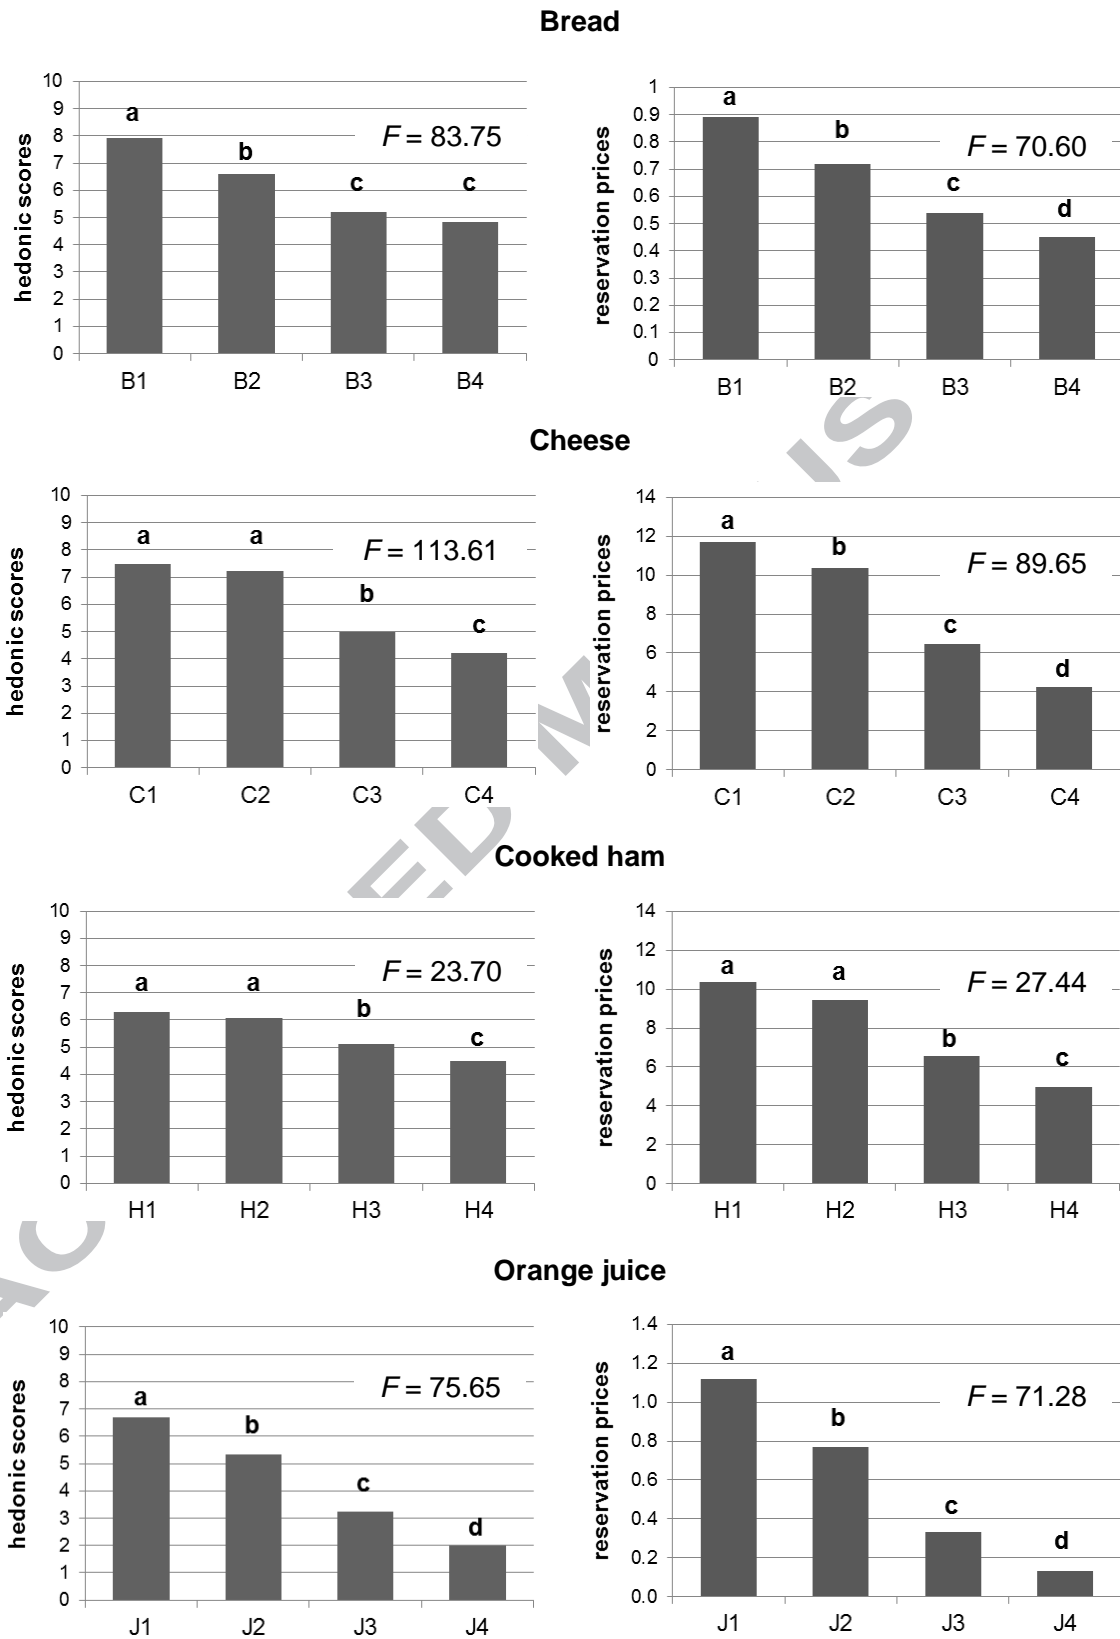 Bread
10
9
8
7
6
5
4
3
2
1
0
hedonic scores
a
b
c
c
F = 83.75
B1 B2 B3 B4
1
0.9
0.8
0.7
0.6
0.5
0.4
0.3
0.2
0.1
0
reservation prices
a
b
c
d
F = 70.60
B1 B2 B3 B4
Cheese
10
9
8
7
6
5
4
3
2
1
0
hedonic scores
a
a
b
c
F = 113.61
C1 C2 C3 C4
14
12
10
8
6
4
2
0
reservation prices
a
b
c
d
F = 89.65
C1 C2 C3 C4
Cooked ham
10
9
8
7
6
5
4
3
2
1
0
hedonic scores
a
a
b
c
F = 23.70
H1 H2 H3 H4
14
12
10
8
6
4
2
0
reservation prices
a
a
b
c
F = 27.44
H1 H2 H3 H4
Orange juice
10
9
8
7
6
5
4
3
2
1
0
hedonic scores
a
b
c
d
F = 75.65
J1 J2 J3 J4
1.4
1.2
1.0
0.8
0.6
0.4
0.2
0.0
reservation prices
a
b
c
d
F = 71.28
J1 J2 J3 J4